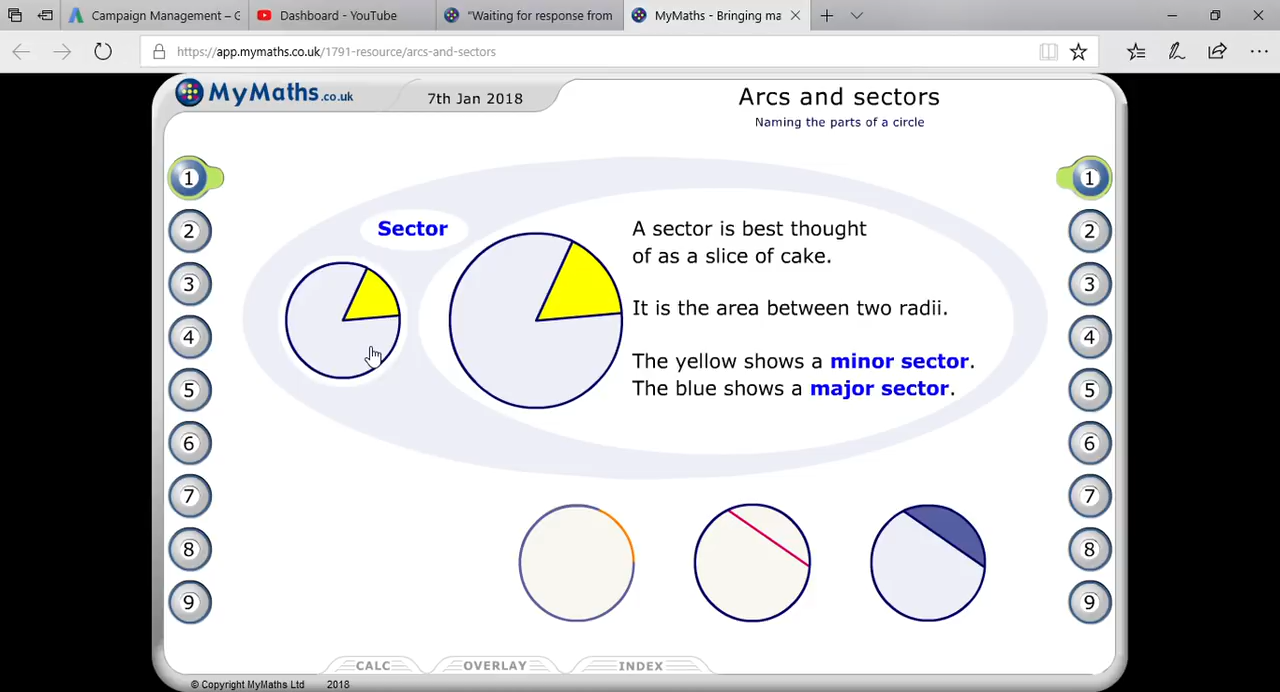 Campaign Management – G
Dashboard - YouTube
"Waiting for response from
MyMaths - Bringing ma
https://app.mymaths.co.uk/1791-resource/arcs-and-sectors
MyMaths.co.uk
7th Jan 2018
Arcs and sectors
Naming the parts of a circle
1
2
3
4
5
6
7
8
9
Sector
A sector is best thought
of as a slice of cake.
It is the area between two radii.
The yellow shows a minor sector.
The blue shows a major sector.
1
2
3
4
5
6
7
8
9
CALC
OVERLAY
INDEX
© Copyright MyMaths Ltd 2018